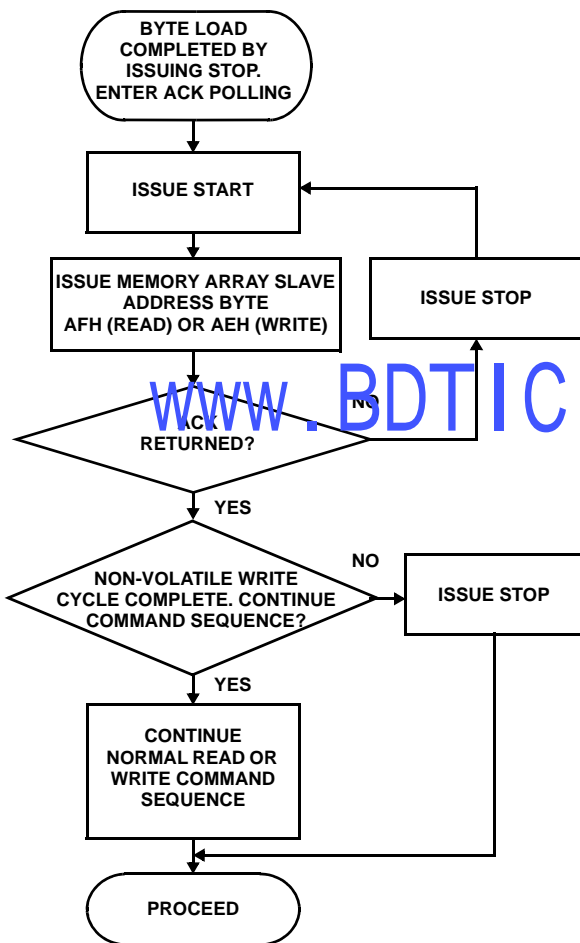 BYTE LOAD
COMPLETED BY
ISSUING STOP.
ENTER ACK POLLING
ISSUE START
ISSUE MEMORY ARRAY SLAVE
ADDRESS BYTE
AFH (READ) OR AEH (WRITE)
ISSUE STOP
WWW.BDTIC
NO
ACK
RETURNED?
YES
NO
NON-VOLATILE WRITE
CYCLE COMPLETE. CONTINUE
COMMAND SEQUENCE?
ISSUE STOP
YES
CONTINUE
NORMAL READ OR
WRITE COMMAND
SEQUENCE
PROCEED